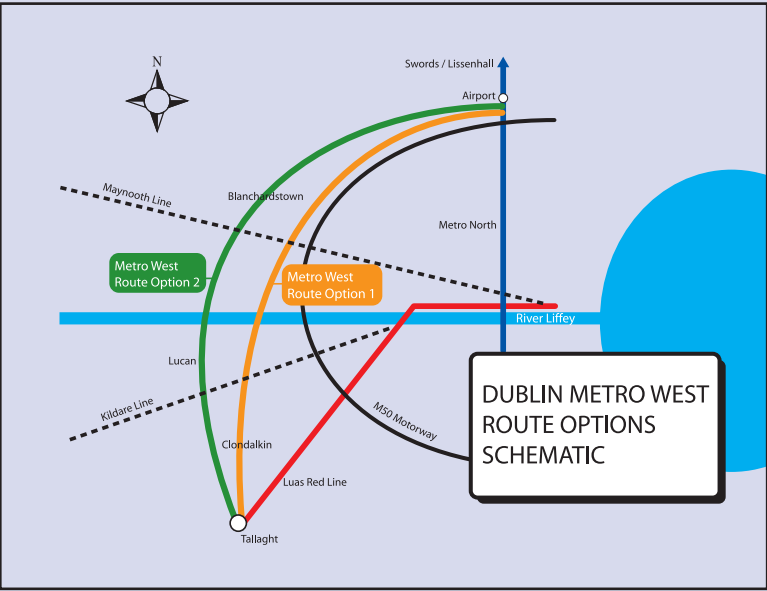 N
Swords / Lissenhall
Airport
Maynooth Line
Blanchardstown
Metro North
Metro West
Route Option 2
Metro West
Route Option 1
River Liffey
Lucan
Kildare Line
M50 Motorway
Clondalkin
Luas Red Line
Tallaght
DUBLIN METRO WEST
ROUTE OPTIONS
SCHEMATIC